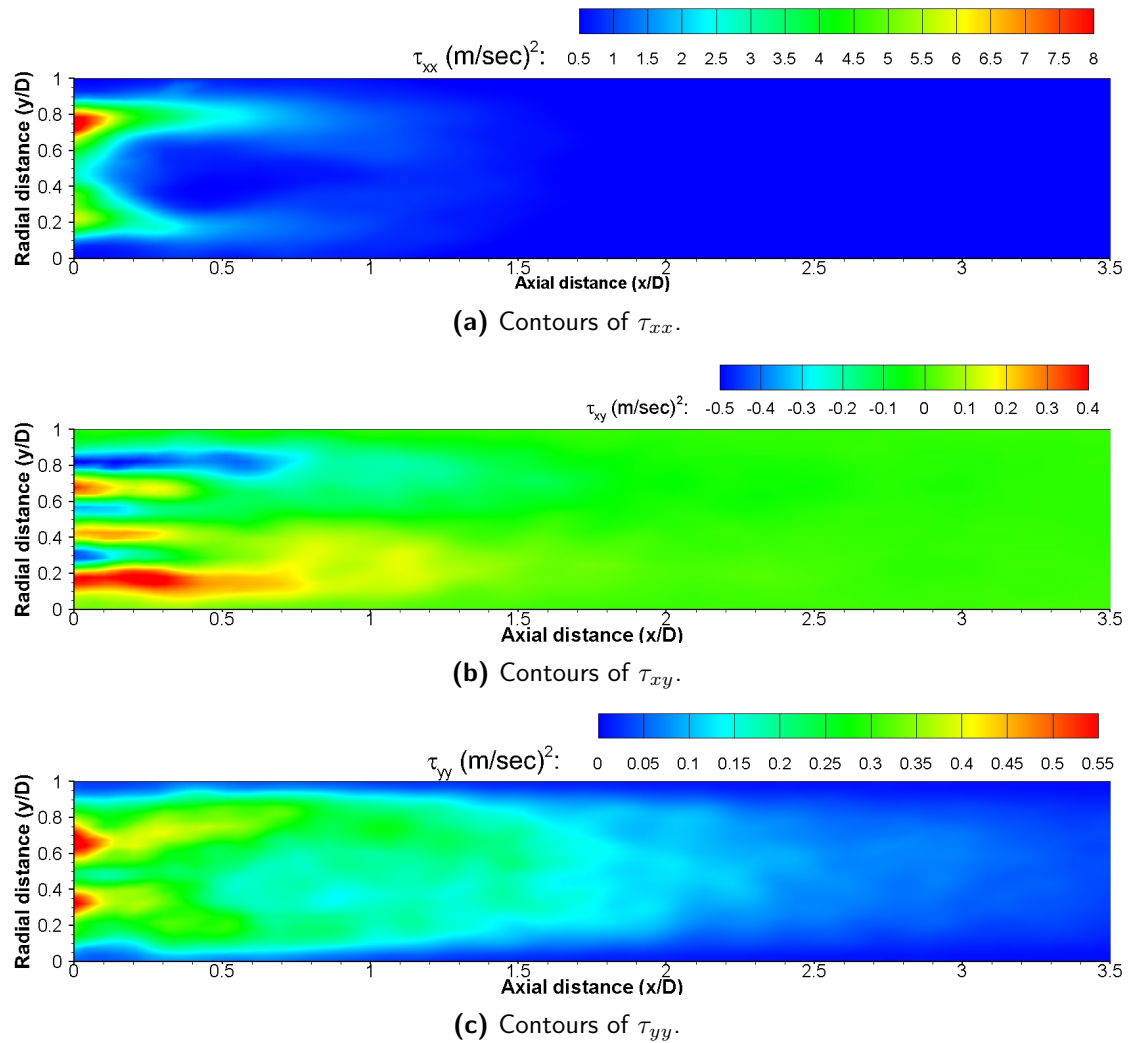 τxx (m/sec)2: 0.5 1 1.5 2 2.5 3 3.5 4 4.5 5 5.5 6 6.5 7 7.5 8
Radial distance (y/D)
1
0.8
0.6
0.4
0.2
0
0 0.5 1 1.5 2 2.5 3 3.5
Axial distance (x/D)
(a) Contours of τxx.
τxy (m/sec)2: -0.5 -0.4 -0.3 -0.2 -0.1 0 0.1 0.2 0.3 0.4
Radial distance (y/D)
1
0.8
0.6
0.4
0.2
0
0 0.5 1 1.5 2 2.5 3 3.5
Axial distance (x/D)
(b) Contours of τxy.
τyy (m/sec)2: 0 0.05 0.1 0.15 0.2 0.25 0.3 0.35 0.4 0.45 0.5 0.55
Radial distance (y/D)
1
0.8
0.6
0.4
0.2
0
0 0.5 1 1.5 2 2.5 3 3.5
Axial distance (x/D)
(c) Contours of τyy.